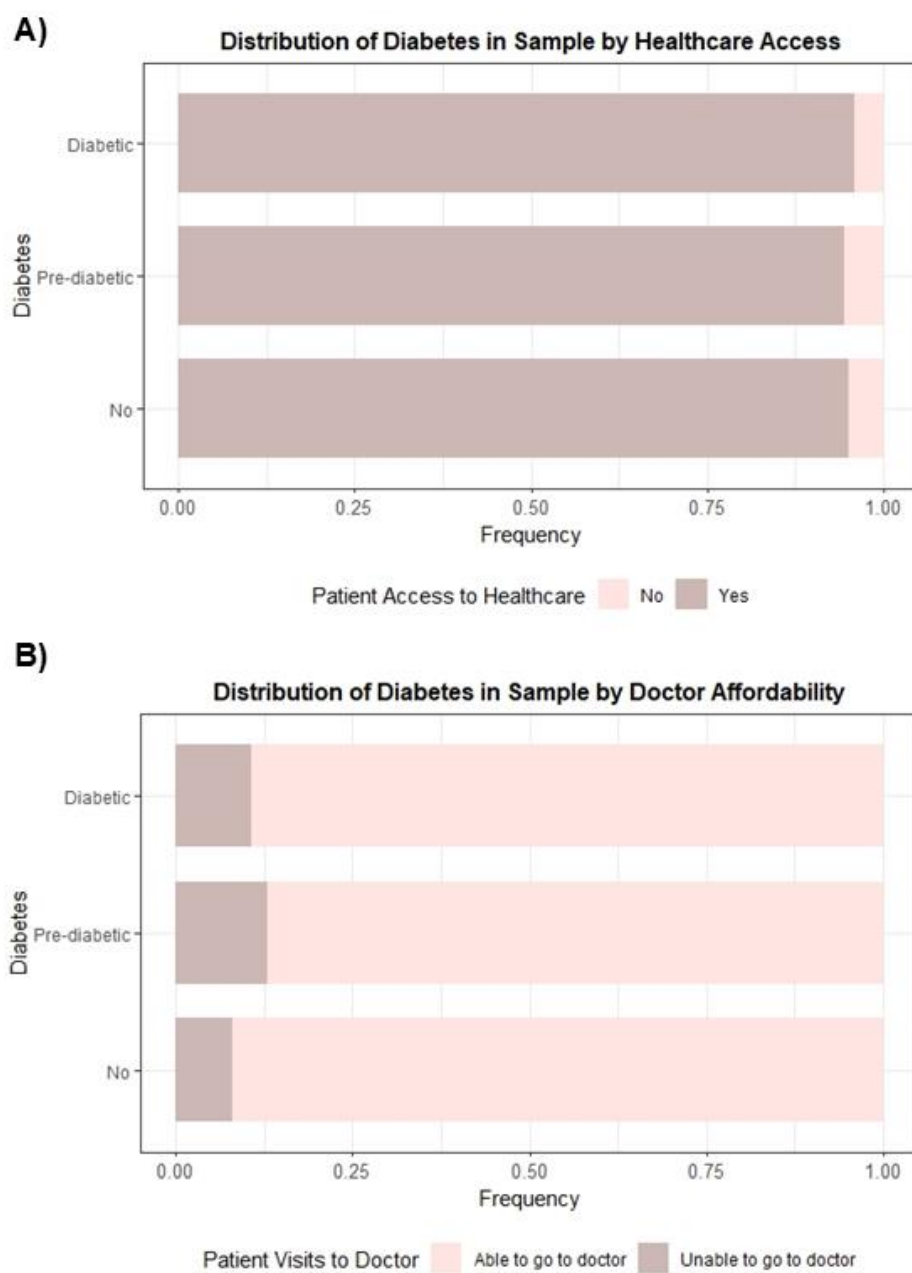 A)
Distribution of Diabetes in Sample by Healthcare Access
Diabetes
Diabetic
Pre-diabetic
No
0.00 0.25 0.50 0.75 1.00
Frequency
Patient Access to Healthcare No Yes
B)
Distribution of Diabetes in Sample by Doctor Affordability
Diabetes
Diabetic
Pre-diabetic
No
0.00 0.25 0.50 0.75 1.00
Frequency
Patient Visits to Doctor Able to go to doctor Unable to go to doctor